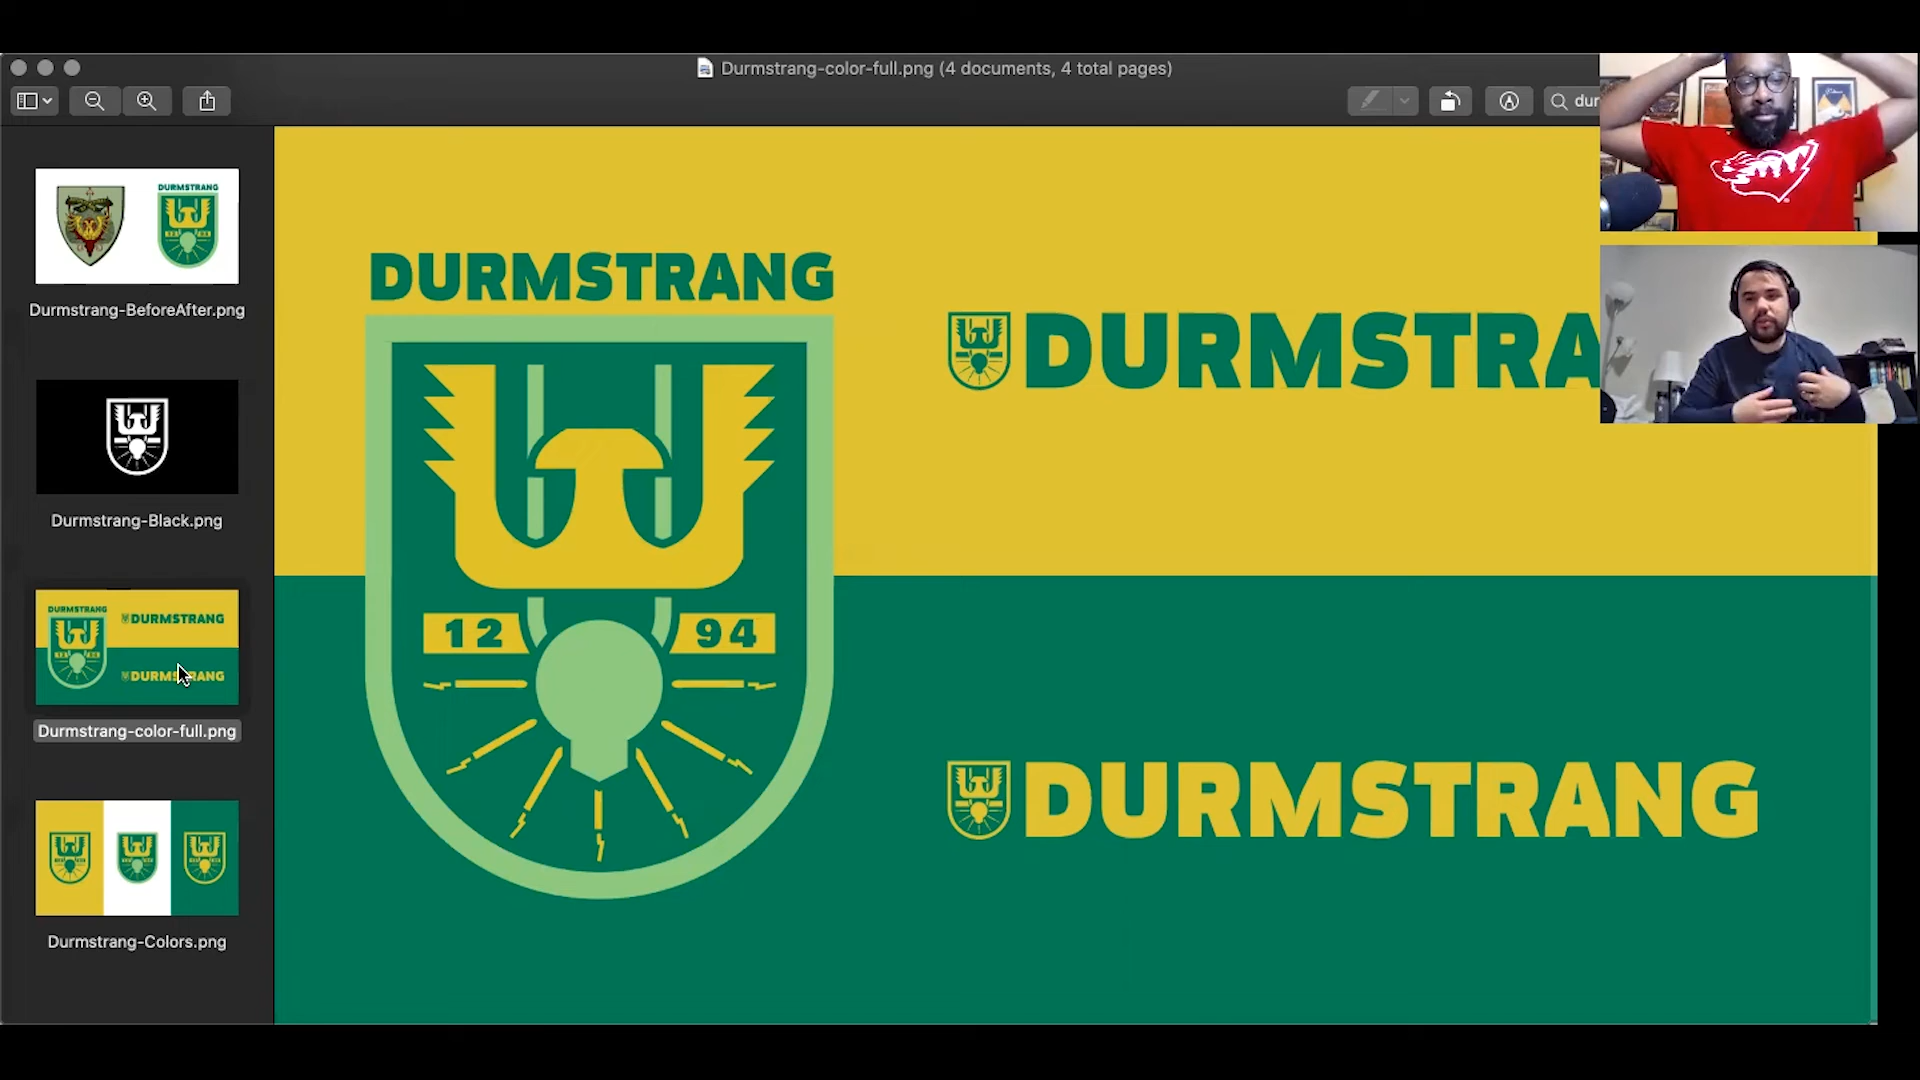 Durmstrang-color-full.png (4 documents, 4 total pages)
dur
DURMSTRANG
Durmstrang-BeforeAfter.png
Durmstrang-Black.png
DURMSTRANG
DURMSTRANG
DURMSTRANG
Durmstrang-color-full.png
Durmstrang-Colors.png
DURMSTRANG
12 94
DURMSTRA
DURMSTRANG